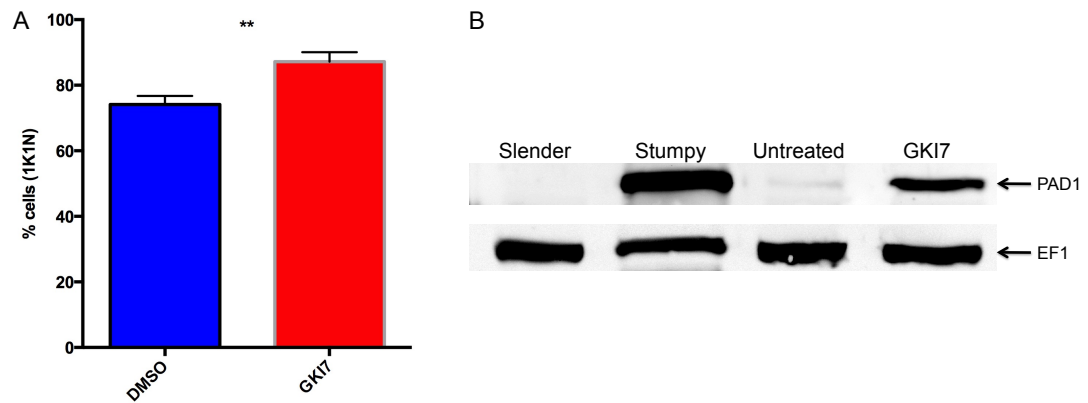 A
**
100
80
60
40
20
0
% cells (1K1N)
DMSO
GKI7
B
Slender Stumpy Untreated GKI7
PAD1
EF1